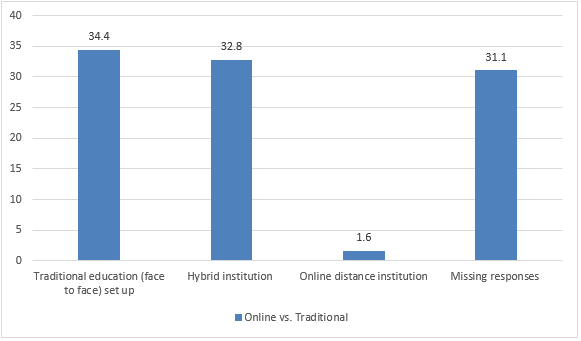 40
35
30
25
20
15
10
5
0
34.4
32.8
1.6
31.1
Traditional education (face
to face) set up
Hybrid institution
Online distance institution
Missing responses
Online vs. Traditional